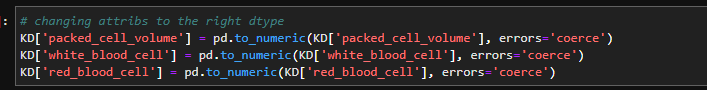 :
# changing attribs to the right dtype
KD['packed_cell_volume'] = pd.to_numeric(KD['packed_cell_volume'], errors='coerce')
KD['white_blood_cell'] = pd.to_numeric(KD['white_blood_cell'], errors='coerce')
KD['red_blood_cell'] = pd.to_numeric(KD['red_blood_cell'], errors='coerce')